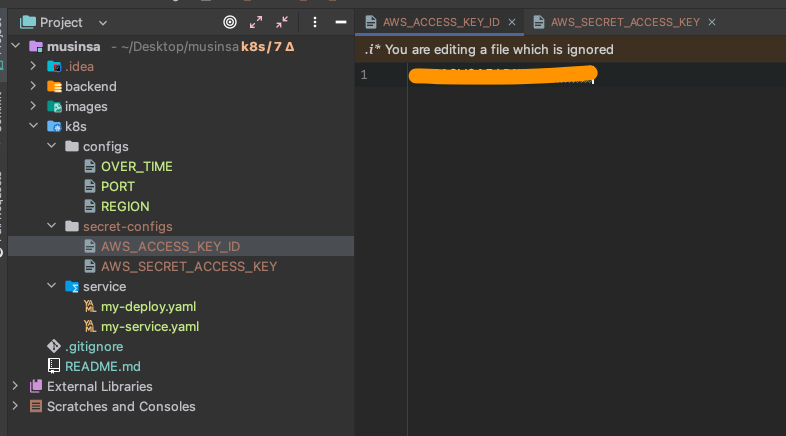 Project
AWS_ACCESS_KEY_ID
AWS_SECRET_ACCESS_KEY
musinsa - ~/Desktop/musinsa k8s / 7 Δ
.i* You are editing a file which is ignored
.idea
1
backend
images
k8s
configs
OVER_TIME
PORT
REGION
secret-configs
AWS_ACCESS_KEY_ID
AWS_SECRET_ACCESS_KEY
service
my-deploy.yaml
my-service.yaml
.gitignore
README.md
External Libraries
Scratches and Consoles